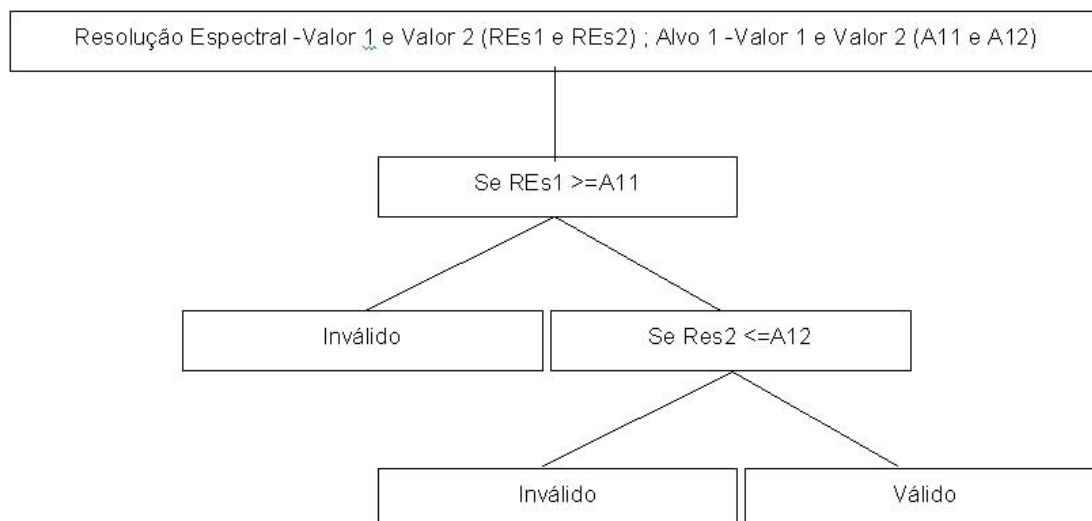 Resolução Espectral -Valor 1 e Valor 2 (REs1 e REs2) ; Alvo 1 -Valor 1 e Valor 2 (A11 e A12)
Se REs1 >=A11
Inválido
Se Res2 <=A12
Inválido
Válido